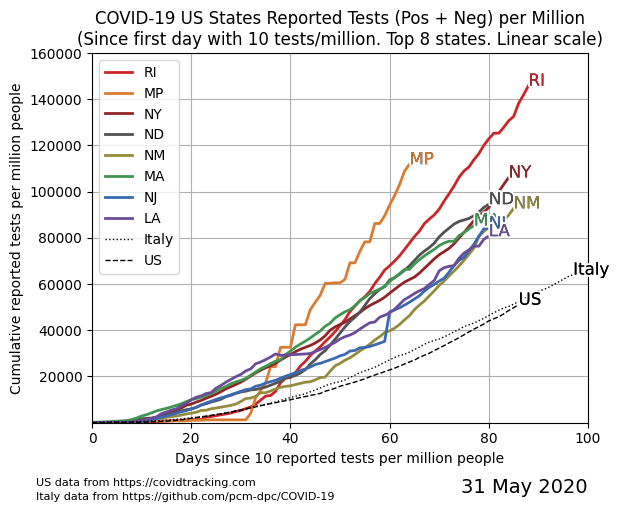 COVID-19 US States Reported Tests (Pos + Neg) per Million
(Since first day with 10 tests/million. Top 8 states. Linear scale)
Cumulative reported tests per million people
160000
140000
120000
100000
80000
60000
40000
20000
RI
MP
NY
ND
NM
MA
NJ
LA
Italy
US
RI
MP
NY
ND
NM
MA
NJ
LA
Italy
US
0
20
40
60
80
100
Days since 10 reported tests per million people
US data from https://covidtracking.com
Italy data from https://github.com/pcm-dpc/COVID-19
31 May 2020